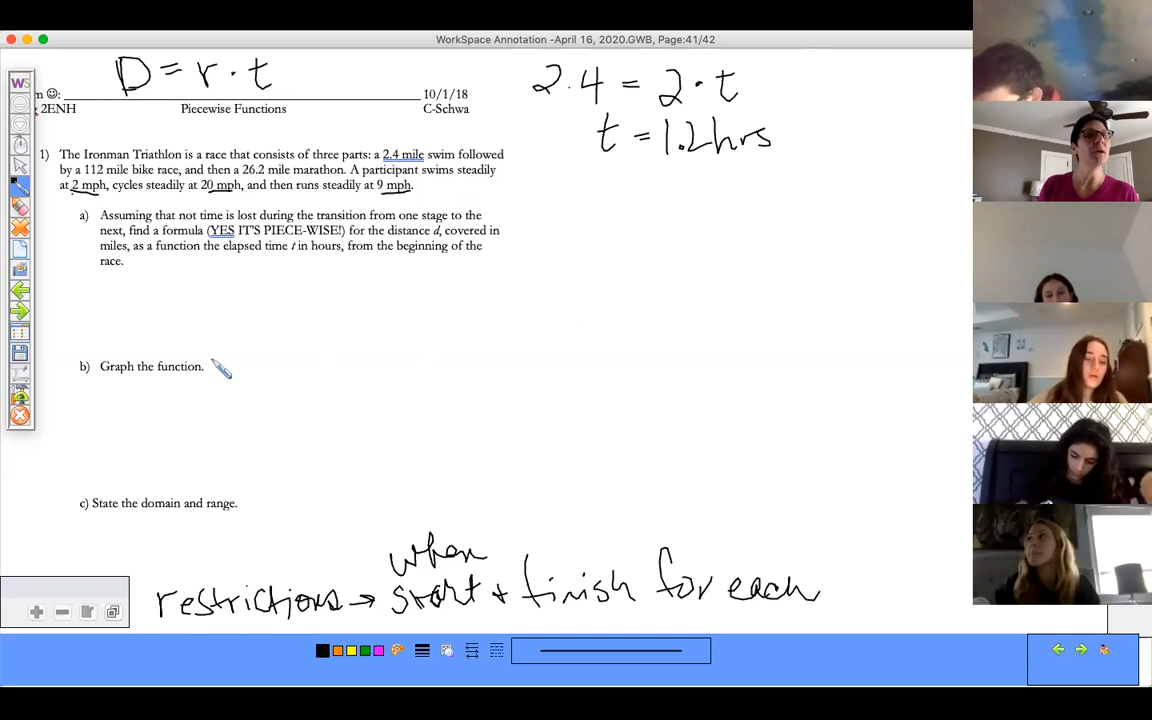 WorkSpace Annotation -April 16, 2020.GWB, Page:41/42
D = r · t
2.4 = 2 · t
t = 1.2 hrs
WS
m ☺: 10/1/18
2ENH Piecewise Functions C-Schwa
1) The Ironman Triathlon is a race that consists of three parts: a 2.4 mile swim followed
by a 112 mile bike race, and then a 26.2 mile marathon. A participant swims steadily
at 2 mph, cycles steadily at 20 mph, and then runs steadily at 9 mph.
a) Assuming that not time is lost during the transition from one stage to the
next, find a formula (YES IT'S PIECE-WISE!) for the distance d, covered in
miles, as a function the elapsed time t in hours, from the beginning of the
race.
b) Graph the function.
c) State the domain and range.
when
restrictions → start + finish for each